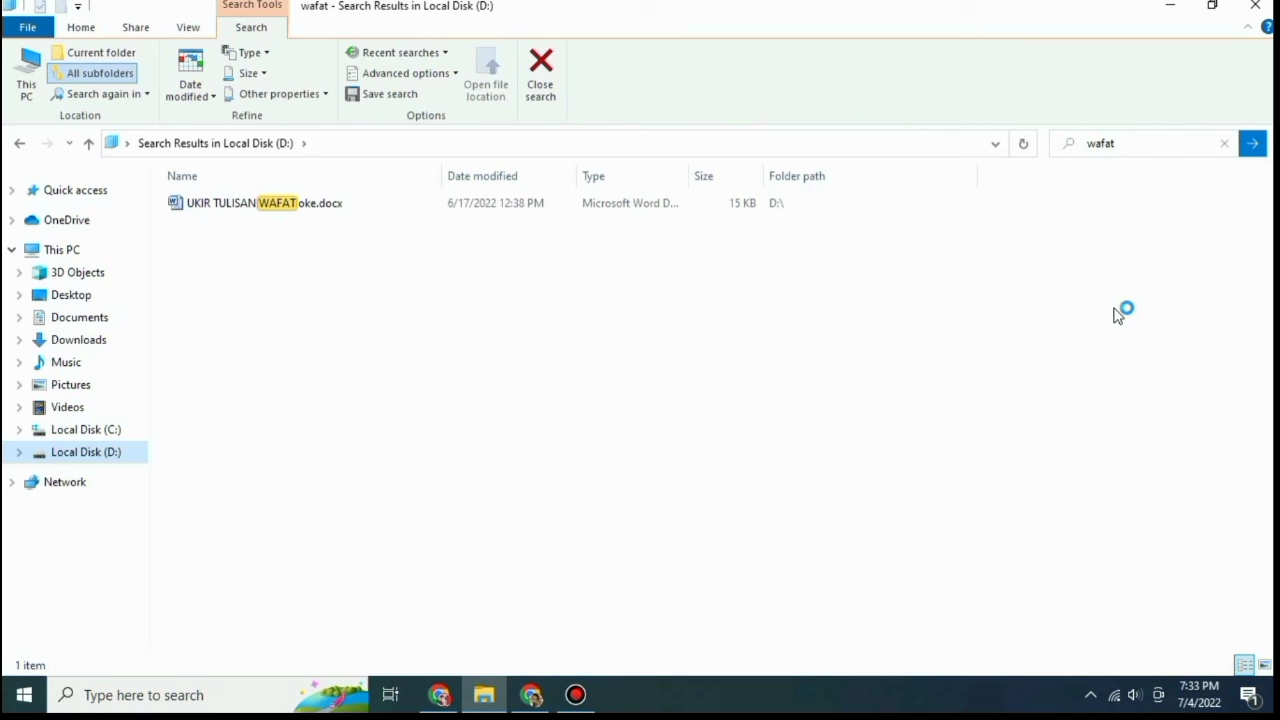 Search Tools
wafat - Search Results in Local Disk (D:)
File
Home
Share
View
Search
This PC
Current folder
All subfolders
Search again in
Location
Date modified
Type
Size
Other properties
Refine
Recent searches
Advanced options
Save search
Open file location
Options
Close search
Search Results in Local Disk (D:)
wafat
Name
Date modified
Type
Size
Folder path
UKIR TULISAN WAFAT oke.docx
6/17/2022 12:38 PM
Microsoft Word D...
15 KB
D:\
Quick access
OneDrive
This PC
3D Objects
Desktop
Documents
Downloads
Music
Pictures
Videos
Local Disk (C:)
Local Disk (D:)
Network
1 item
Type here to search
7:33 PM
7/4/2022
1